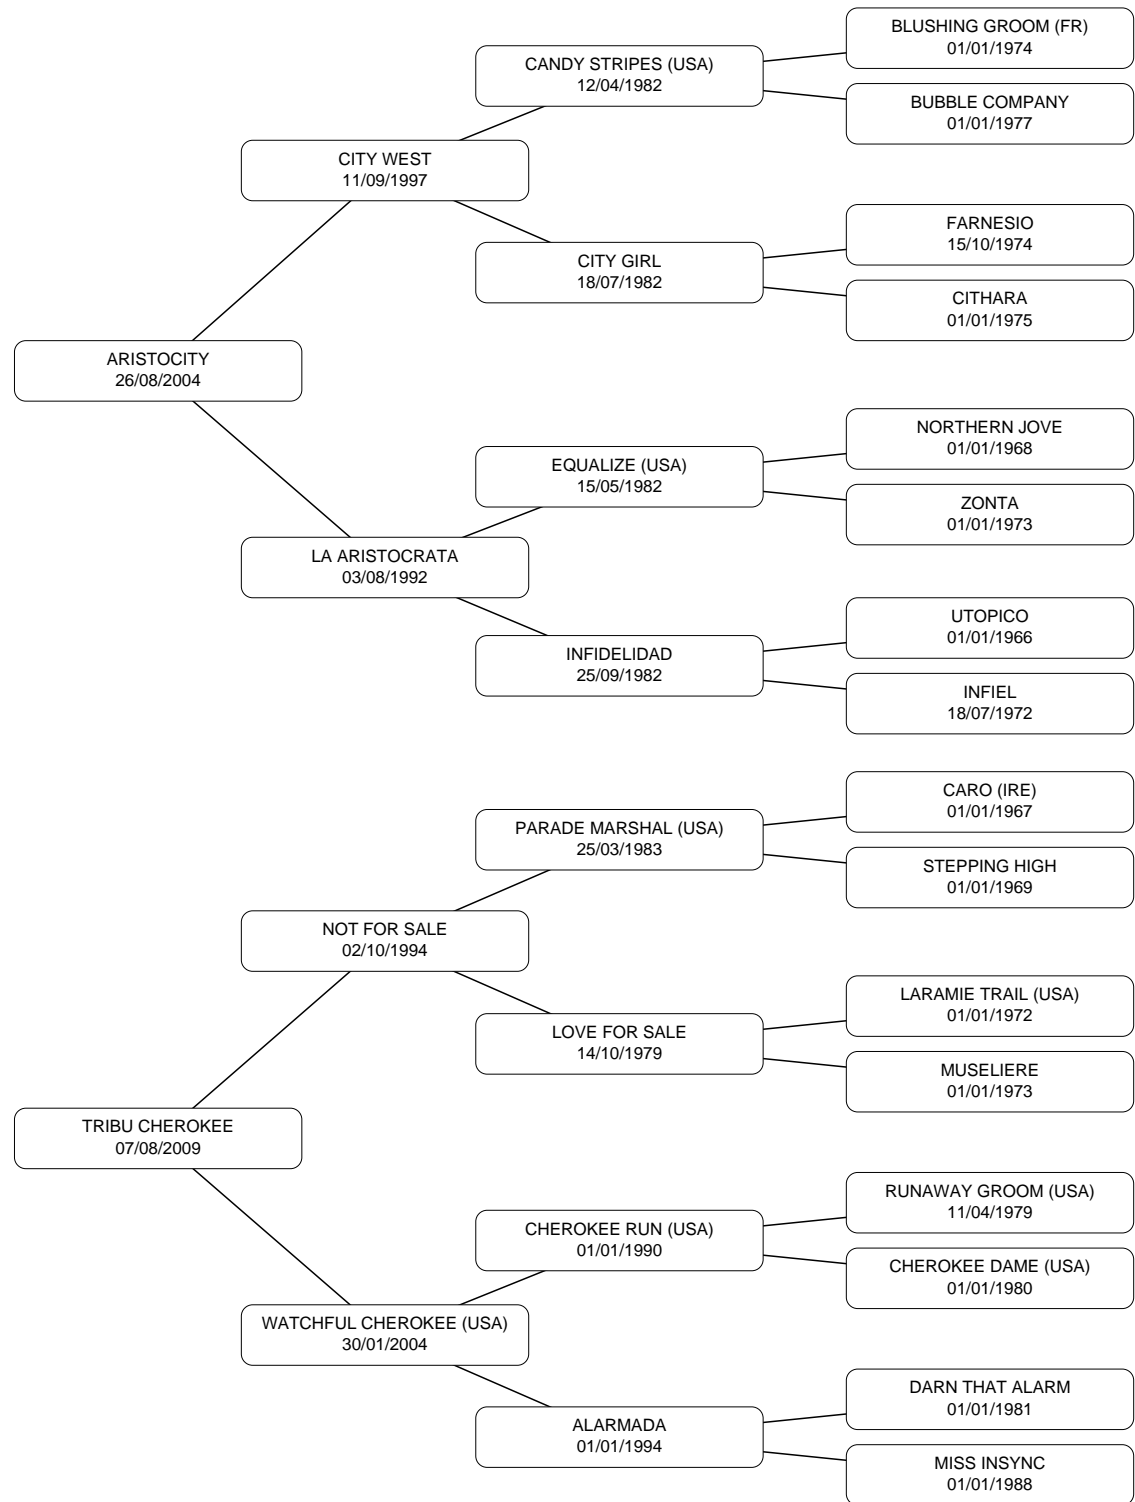 BLUSHING GROOM (FR)
01/01/1974
CANDY STRIPES (USA)
12/04/1982
BUBBLE COMPANY
01/01/1977
CITY WEST
11/09/1997
FARNESIO
15/10/1974
CITY GIRL
18/07/1982
CITHARA
01/01/1975
ARISTOCITY
26/08/2004
NORTHERN JOVE
01/01/1968
EQUALIZE (USA)
15/05/1982
ZONTA
01/01/1973
LA ARISTOCRATA
03/08/1992
UTOPICO
01/01/1966
INFIDELIDAD
25/09/1982
INFIEL
18/07/1972
CARO (IRE)
01/01/1967
PARADE MARSHAL (USA)
25/03/1983
STEPPING HIGH
01/01/1969
NOT FOR SALE
02/10/1994
LARAMIE TRAIL (USA)
01/01/1972
LOVE FOR SALE
14/10/1979
MUSELIERE
01/01/1973
TRIBU CHEROKEE
07/08/2009
RUNAWAY GROOM (USA)
11/04/1979
CHEROKEE RUN (USA)
01/01/1990
CHEROKEE DAME (USA)
01/01/1980
WATCHFUL CHEROKEE (USA)
30/01/2004
DARN THAT ALARM
01/01/1981
ALARMADA
01/01/1994
MISS INSYNC
01/01/1988